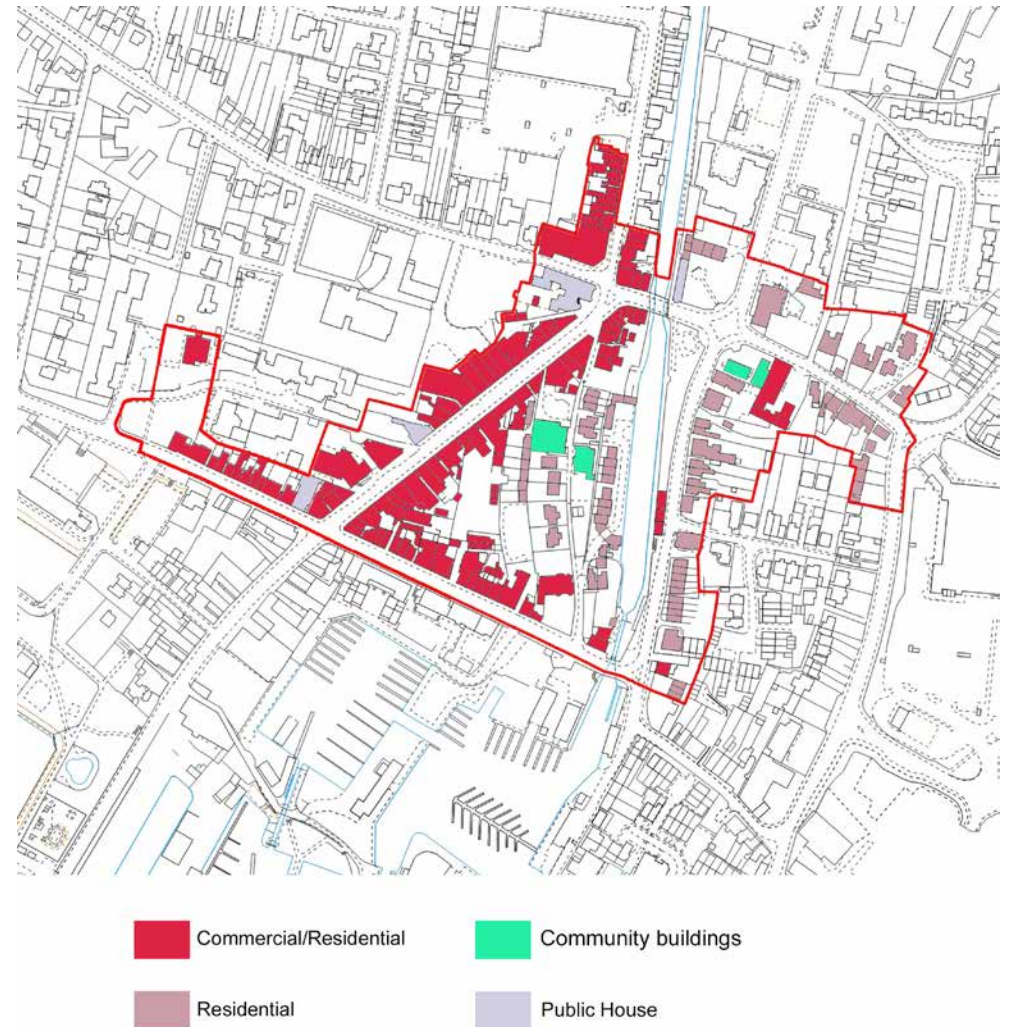 Commercial/Residential
Community buildings
Residential
Public House